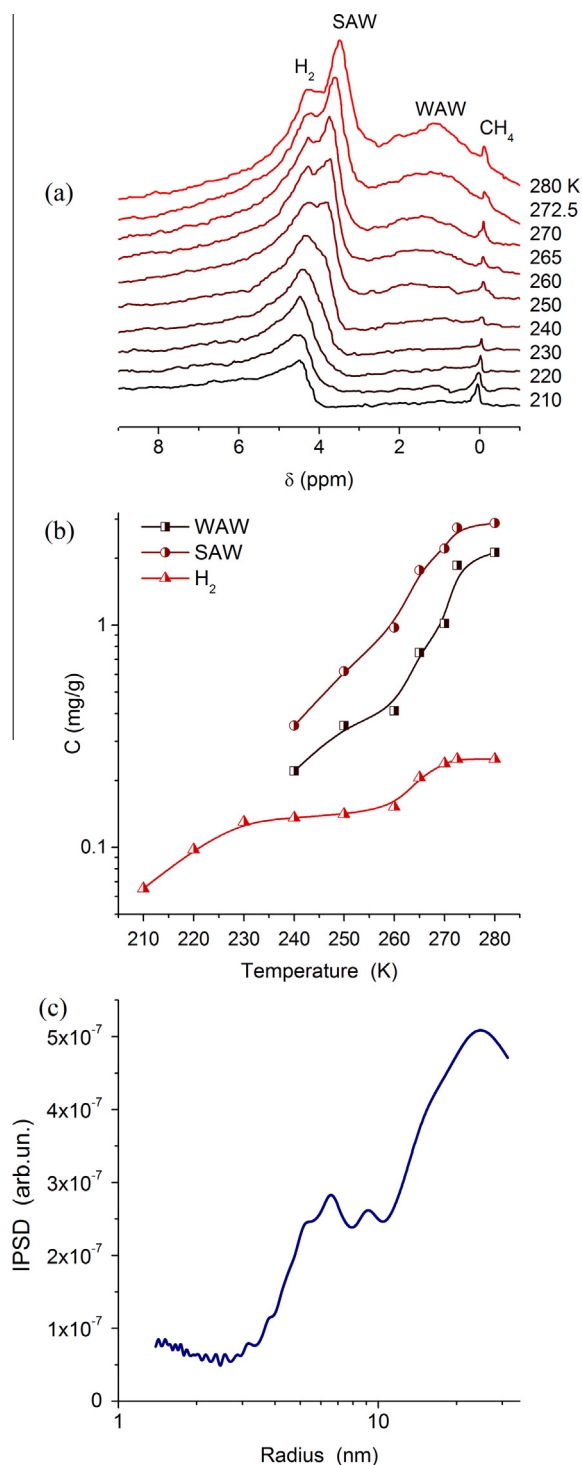 SAW
H2
WAW
CH4
(a)
280 K
272.5
270
265
260
250
240
230
220
210
8 6 4 2 0
δ (ppm)
(b)
WAW
SAW
H2
1
0.1
C (mg/g)
210 220 230 240 250 260 270 280
Temperature (K)
(c)
5x10-7
4x10-7
3x10-7
2x10-7
1x10-7
0
IPSD (arb.un.)
1 10
Radius (nm)